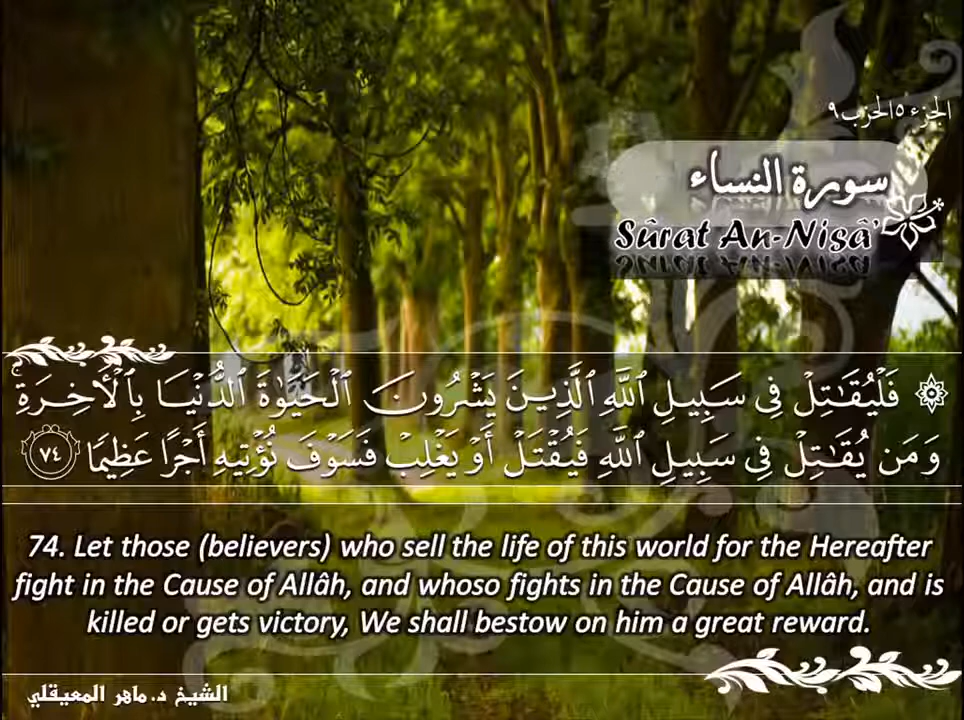 الجزء ٥ الحزب ٩
سورة النساء
Sûrat An-Nisâ'
۞ فَلْيُقَٰتِلْ فِى سَبِيلِ ٱللَّهِ ٱلَّذِينَ يَشْرُونَ ٱلْحَيَوٰةَ ٱلدُّنْيَا بِٱلْأَخِرَةِ ۚ
وَمَن يُقَٰتِلْ فِى سَبِيلِ ٱللَّهِ فَيُقْتَلْ أَوْ يَغْلِبْ فَسَوْفَ نُؤْتِيهِ أَجْرًا عَظِيمًا ٧٤
74. Let those (believers) who sell the life of this world for the Hereafter
fight in the Cause of Allâh, and whoso fights in the Cause of Allâh, and is
killed or gets victory, We shall bestow on him a great reward.
الشيخ د. ماهر المعيقلي